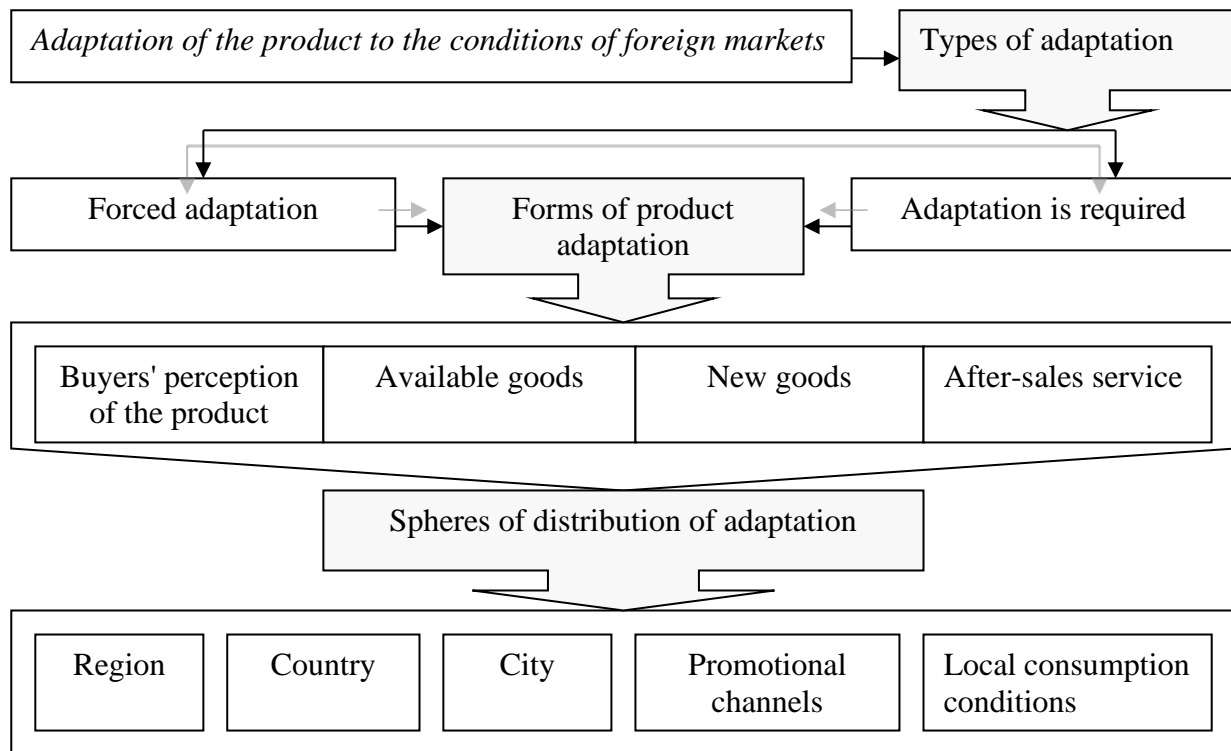 Adaptation of the product to the conditions of foreign markets
Types of adaptation
Forced adaptation
Forms of product
adaptation
Adaptation is required
Buyers' perception
of the product
Available goods
New goods
After-sales service
Spheres of distribution of adaptation
Region
Country
City
Promotional
channels
Local consumption
conditions